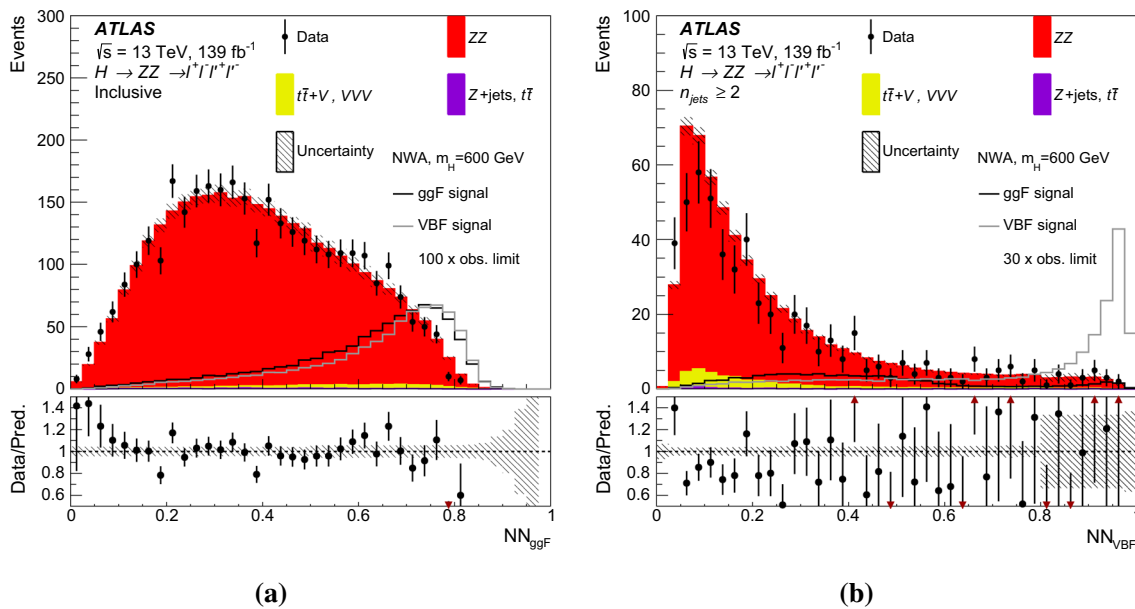 ATLAS
√s = 13 TeV, 139 fb⁻¹
H → ZZ → l⁺l⁻l'⁺l'⁻
Inclusive
Data
ZZ
tt̄+V , VVV
Z+jets, tt̄
Uncertainty
NWA, m_H=600 GeV
ggF signal
VBF signal
100 x obs. limit
Events
300
250
200
150
100
50
0
Data/Pred.
1.4
1.2
1
0.8
0.6
0 0.2 0.4 0.6 0.8 1
NN_ggF
(a)
ATLAS
√s = 13 TeV, 139 fb⁻¹
H → ZZ → l⁺l⁻l'⁺l'⁻
n_jets ≥ 2
Data
ZZ
tt̄+V , VVV
Z+jets, tt̄
Uncertainty
NWA, m_H=600 GeV
ggF signal
VBF signal
30 x obs. limit
Events
100
80
60
40
20
0
Data/Pred.
1.4
1.2
1
0.8
0.6
0 0.2 0.4 0.6 0.8 1
NN_VBF
(b)